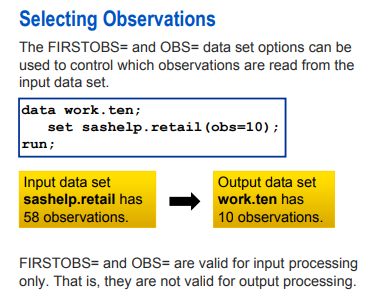 Selecting Observations
The FIRSTOBS= and OBS= data set options can be
used to control which observations are read from the
input data set.
data work.ten;
   set sashelp.retail(obs=10);
run;
Input data set
sashelp.retail has
58 observations.
Output data set
work.ten has
10 observations.
FIRSTOBS= and OBS= are valid for input processing
only. That is, they are not valid for output processing.